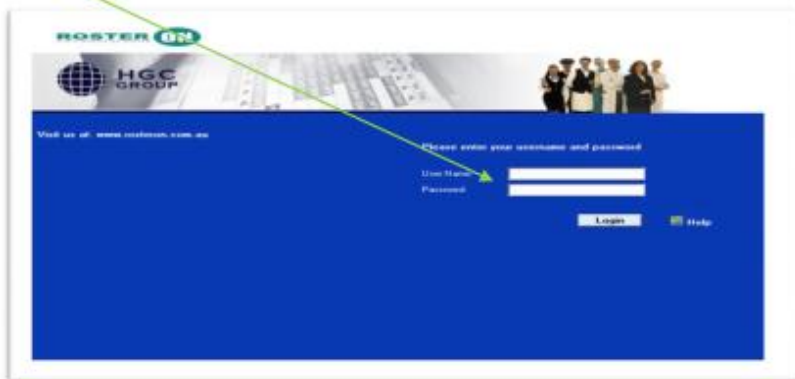 ROSTER ON
HGC
GROUP
Visit us at: www.rosteron.com.au
Please enter your username and password
User Name
Password
Login
Help